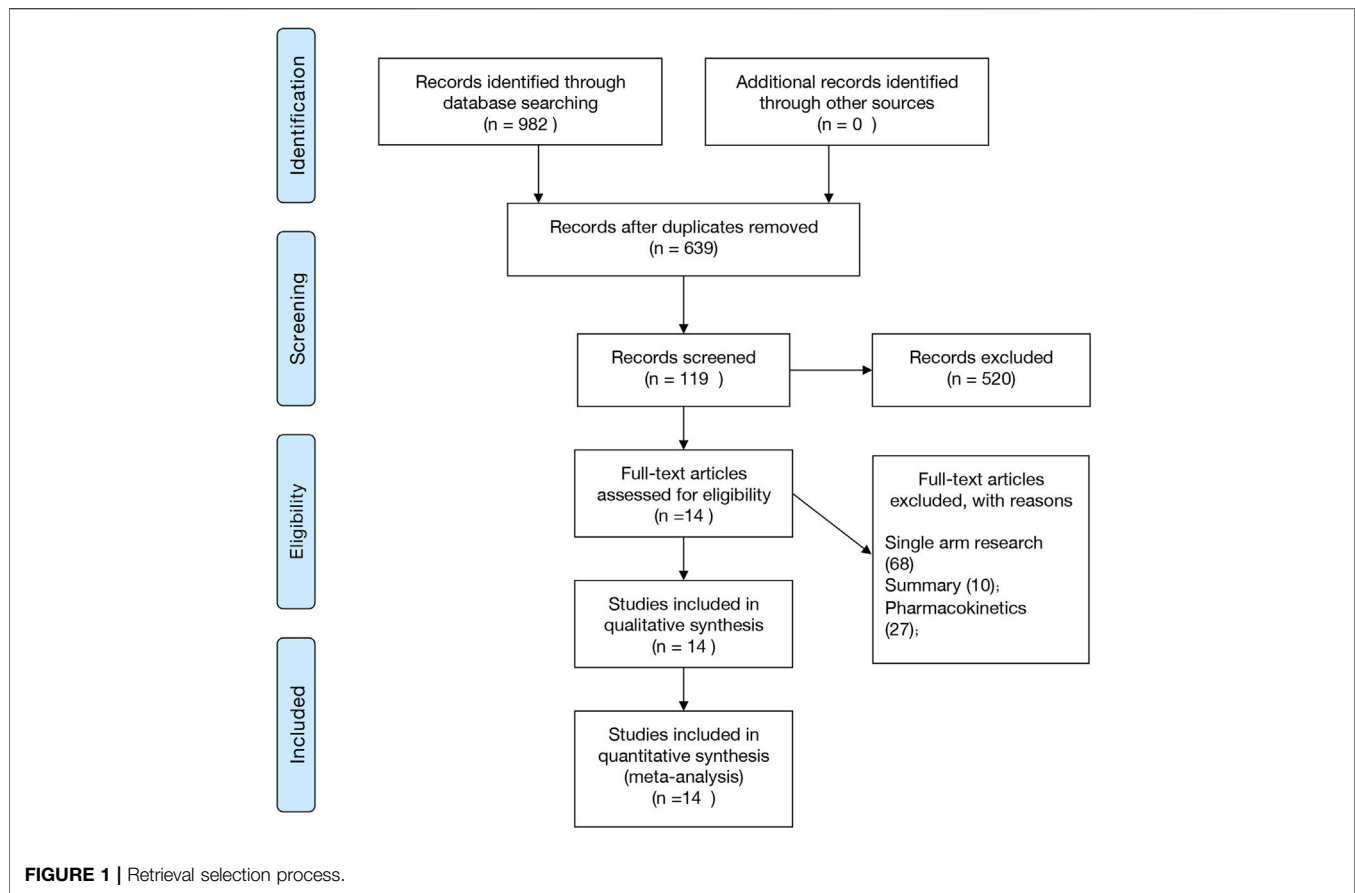 Identification
Records identified through
database searching
(n = 982 )
Additional records identified
through other sources
(n = 0 )
Records after duplicates removed
(n = 639)
Screening
Records screened
(n = 119 )
Records excluded
(n = 520)
Eligibility
Full-text articles
assessed for eligibility
(n =14 )
Full-text articles
excluded, with reasons
Single arm research
(68)
Summary (10);
Pharmacokinetics
(27);
Studies included in
qualitative synthesis
(n = 14 )
Included
Studies included in
quantitative synthesis
(meta-analysis)
(n =14 )
FIGURE 1 | Retrieval selection process.